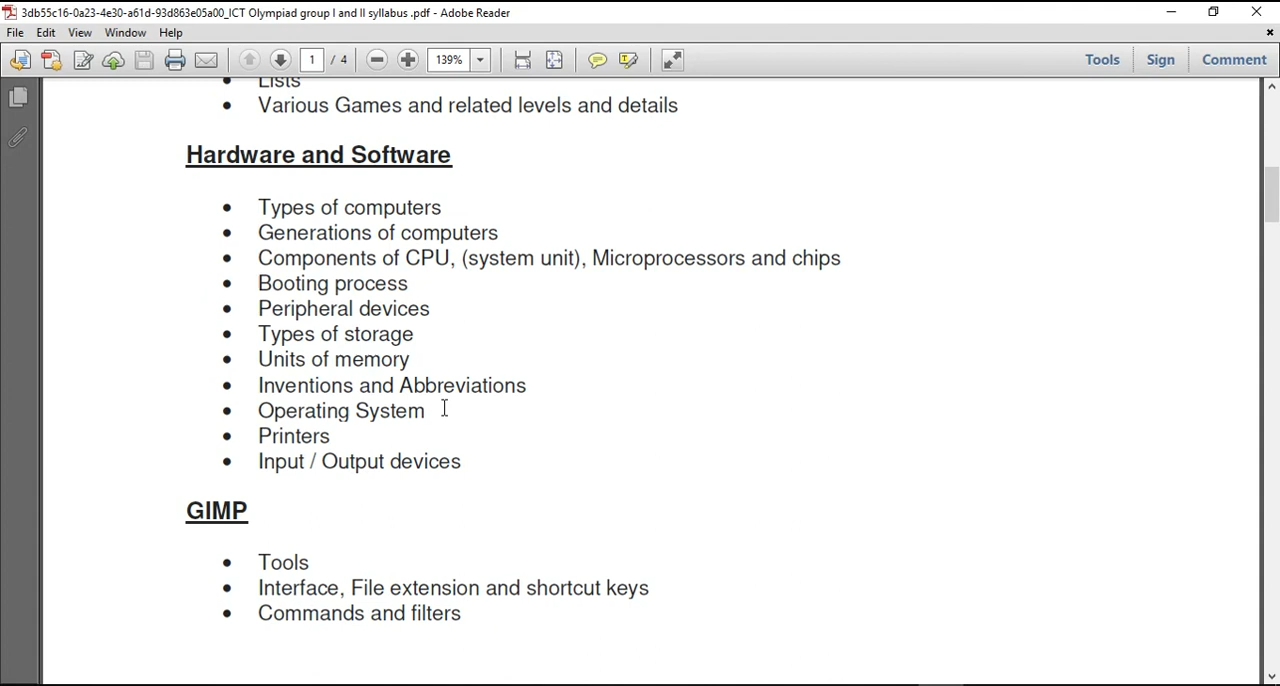 3db55c16-0a23-4e30-a61d-93d863e05a00_ICT Olympiad group I and II syllabus .pdf - Adobe Reader
File Edit View Window Help
1 / 4 139% Tools Sign Comment
• Lists
• Various Games and related levels and details
Hardware and Software
• Types of computers
• Generations of computers
• Components of CPU, (system unit), Microprocessors and chips
• Booting process
• Peripheral devices
• Types of storage
• Units of memory
• Inventions and Abbreviations
• Operating System
• Printers
• Input / Output devices
GIMP
• Tools
• Interface, File extension and shortcut keys
• Commands and filters